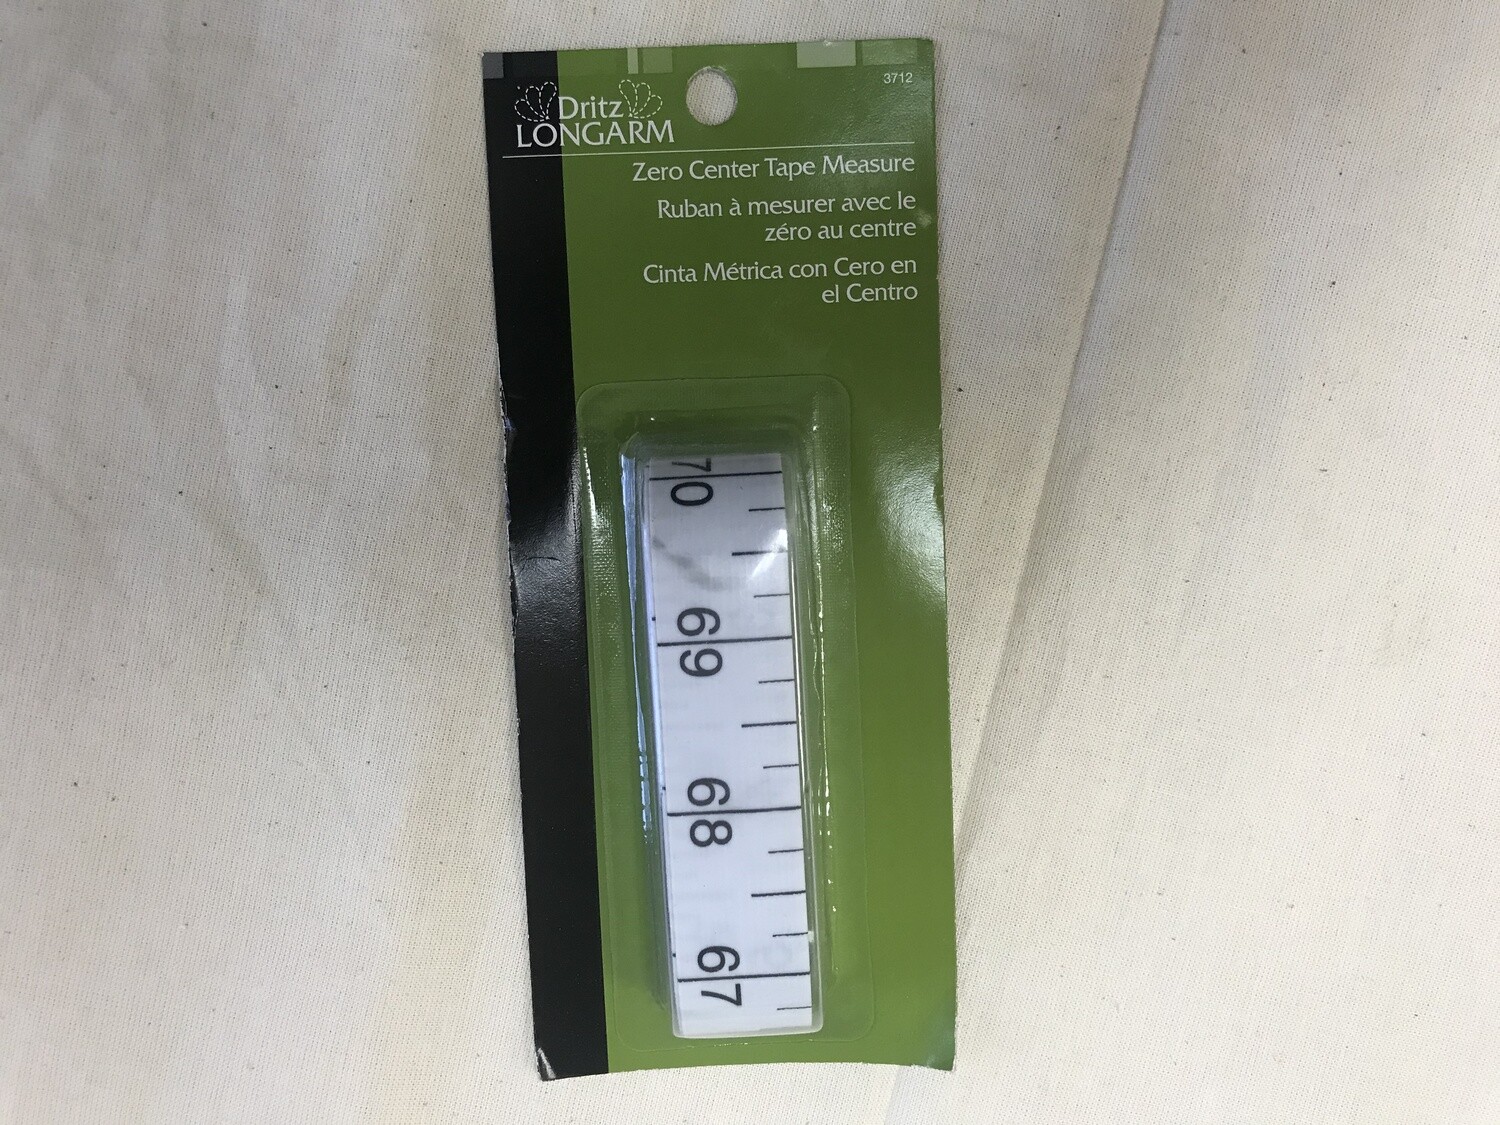 3712
Dritz
LONGARM
Zero Center Tape Measure
Ruban à mesurer avec le
zéro au centre
Cinta Métrica con Cero en
el Centro
70
69
68
67